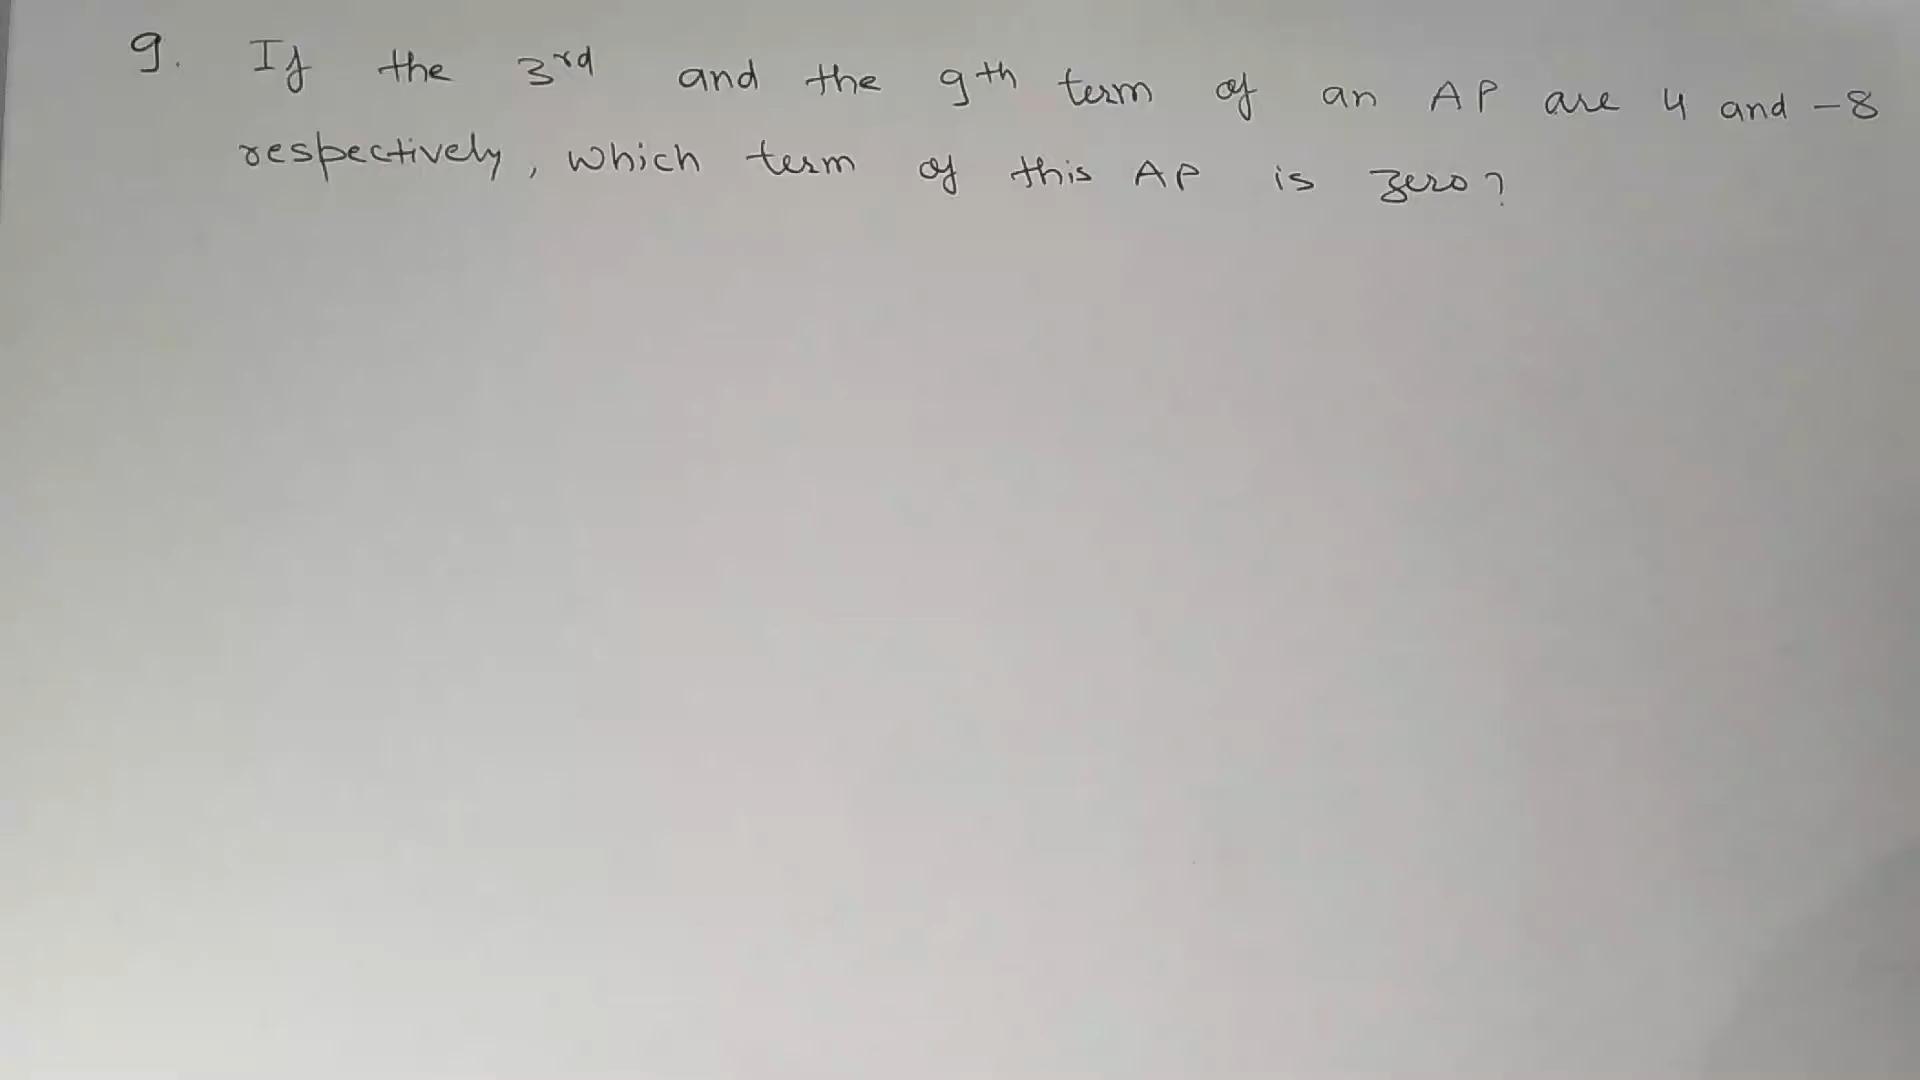 9. If the 3rd and the 9th term of an AP are 4 and -8
respectively, which term of this AP is zero?